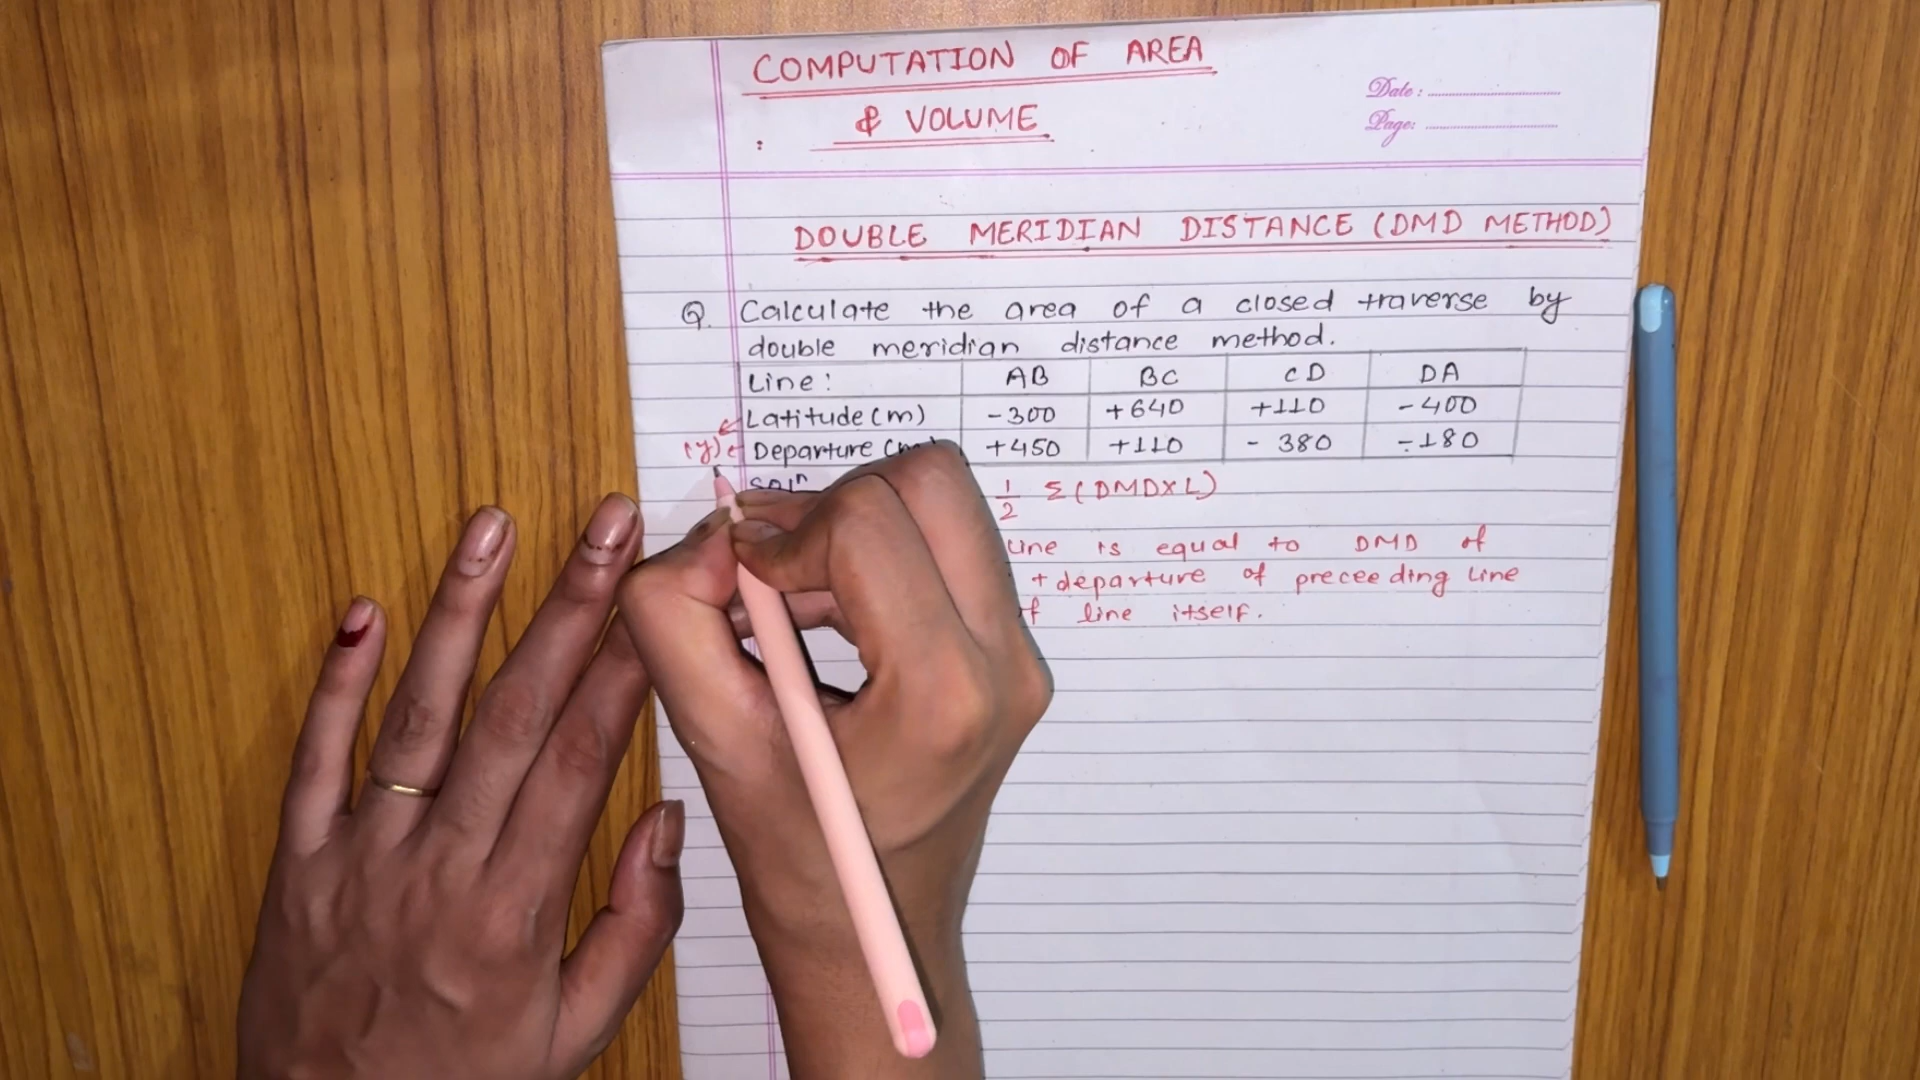 COMPUTATION OF AREA
& VOLUME
Date:
Page:
DOUBLE MERIDIAN DISTANCE (DMD METHOD)
Q. Calculate the area of a closed traverse by
double meridian distance method.
Line: AB BC CD DA
Latitude (m) -300 +640 +110 -400
(y) Departure +450 +110 - 380 -180
Solⁿ 1/2 Σ(DMD×L)
Line is equal to DMD of
+ departure of preceeding Line
of line itself.